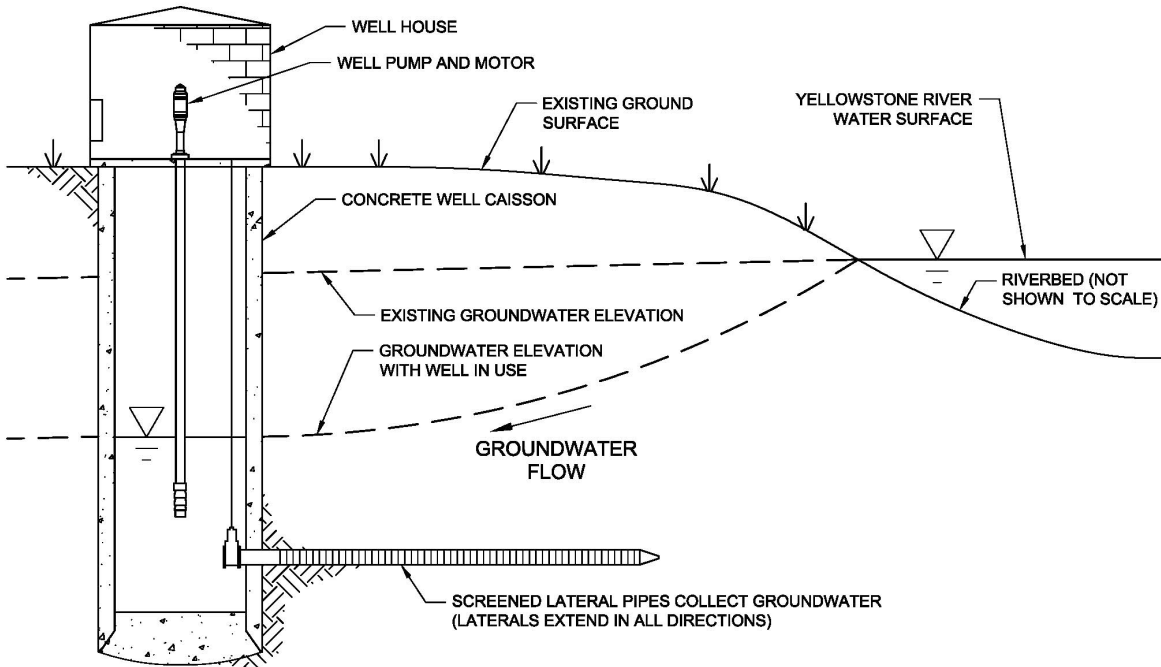 WELL HOUSE
WELL PUMP AND MOTOR
EXISTING GROUND
SURFACE
YELLOWSTONE RIVER
WATER SURFACE
CONCRETE WELL CAISSON
RIVERBED (NOT
SHOWN TO SCALE)
EXISTING GROUNDWATER ELEVATION
GROUNDWATER ELEVATION
WITH WELL IN USE
GROUNDWATER
FLOW
SCREENED LATERAL PIPES COLLECT GROUNDWATER
(LATERALS EXTEND IN ALL DIRECTIONS)